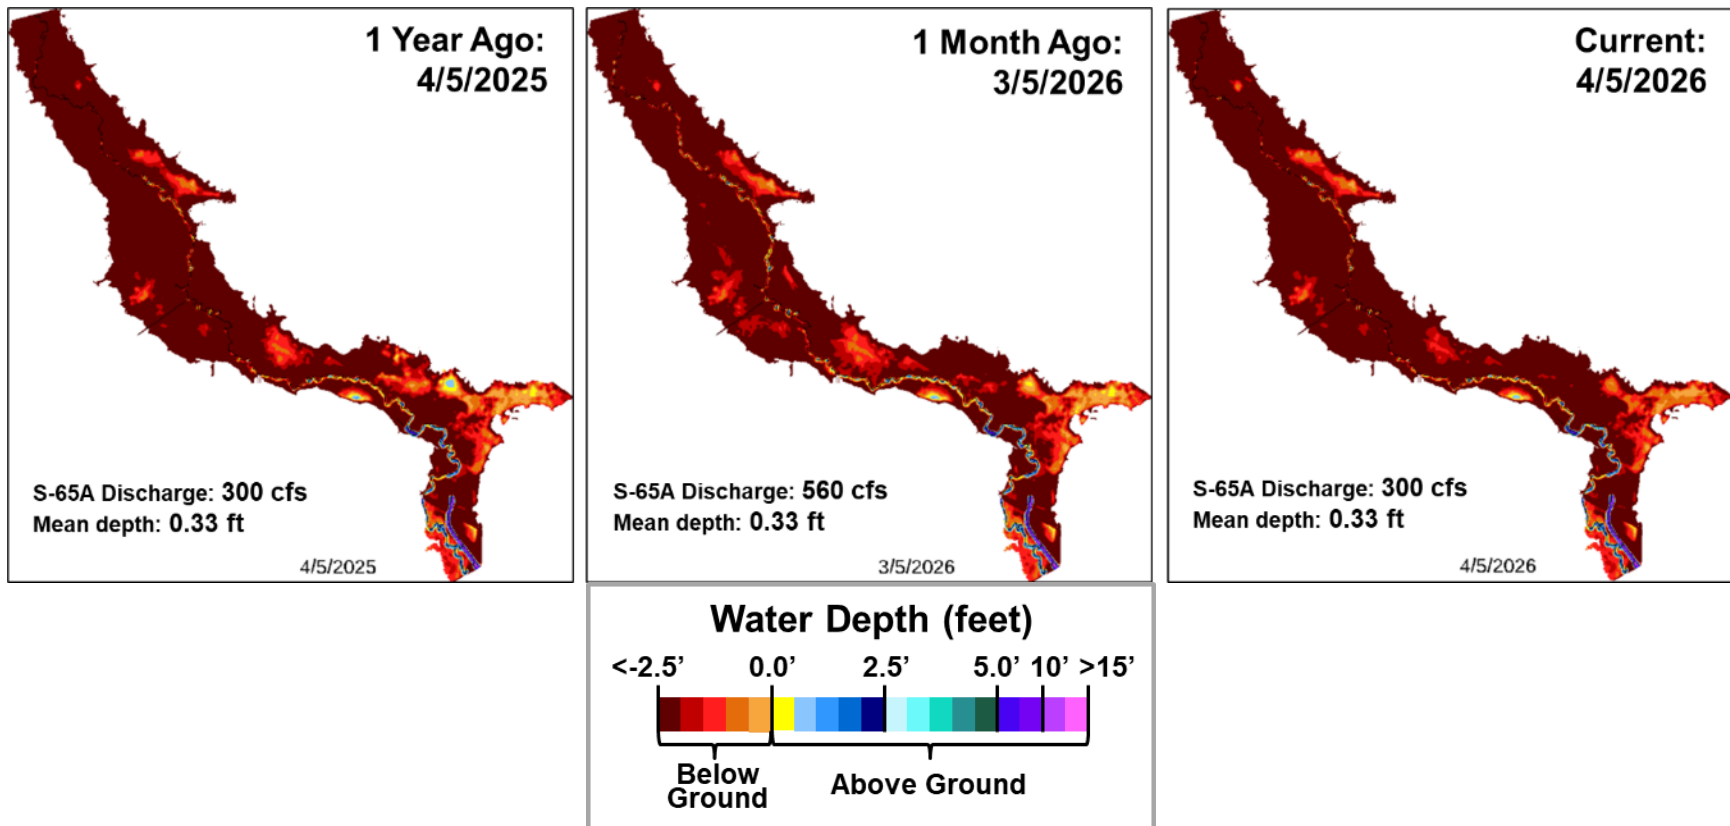 1 Year Ago:
4/5/2025
S-65A Discharge: 300 cfs
Mean depth: 0.33 ft
4/5/2025
1 Month Ago:
3/5/2026
S-65A Discharge: 560 cfs
Mean depth: 0.33 ft
3/5/2026
Current:
4/5/2026
S-65A Discharge: 300 cfs
Mean depth: 0.33 ft
4/5/2026
Water Depth (feet)
<-2.5’ 0.0’ 2.5’ 5.0’ 10’ >15’
Below
Ground
Above Ground